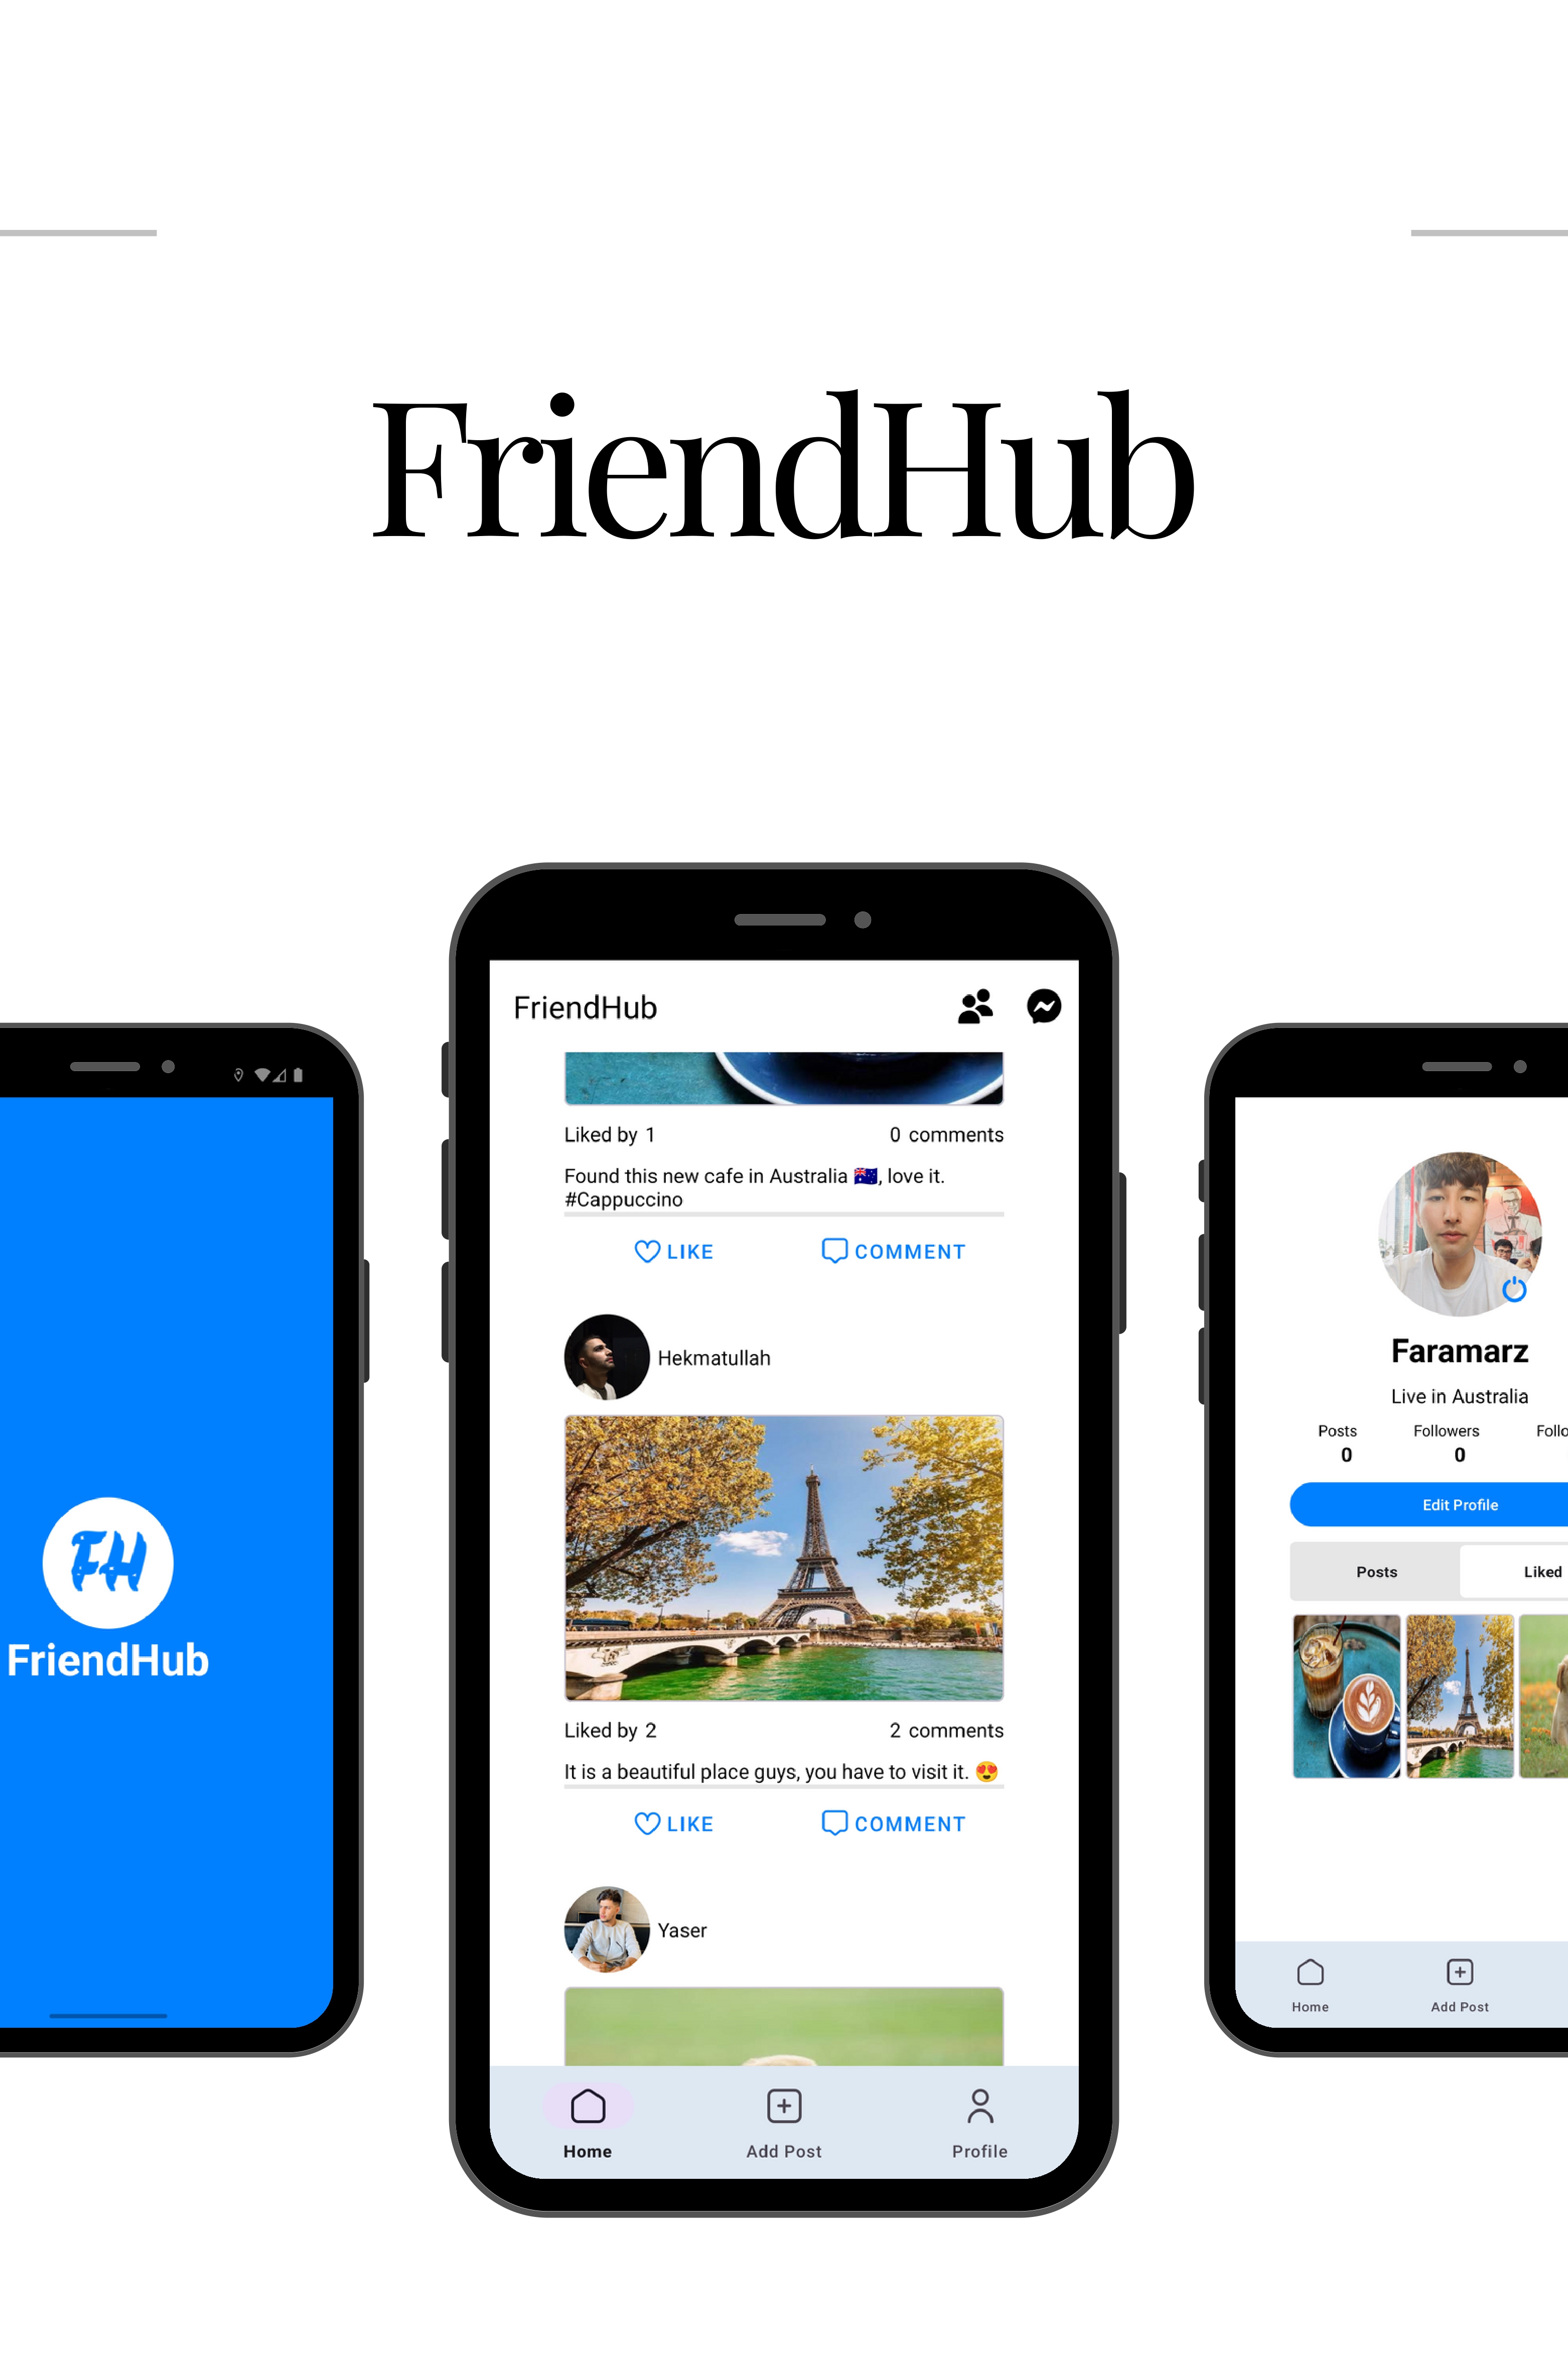 FriendHub
FH
FriendHub
FriendHub
Liked by 1
0 comments
Found this new cafe in Australia 🇦🇺, love it.
#Cappuccino
LIKE
COMMENT
Hekmatullah
Liked by 2
2 comments
It is a beautiful place guys, you have to visit it. 😍
LIKE
COMMENT
Yaser
Home
Add Post
Profile
Faramarz
Live in Australia
Posts
Followers
Follo
0
0
Edit Profile
Posts
Liked
Home
Add Post